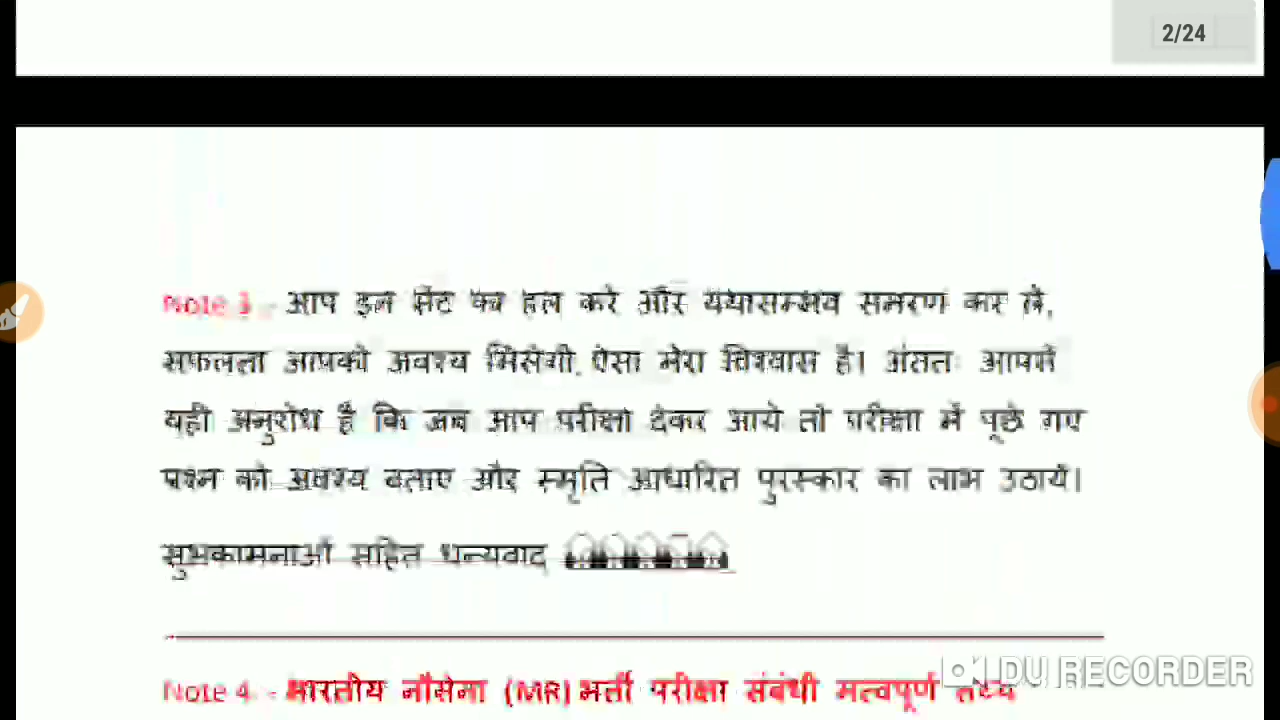 2/24
Note 3 - आप इन सेट का हल करे और यथासम्भव समरण कर ले,
सफलता आपको अवश्य मिलेगी, ऐसा मेरा विश्वास है। अंततः आपसे
यही अनुरोध है कि जब आप परीक्षा देकर आये तो परीक्षा में पूछे गए
प्रश्न को अवश्य बताए और स्मृति आधारित पुरस्कार का लाभ उठायें।
सुभकामनाओं सहित धन्यवाद
Note 4 - भारतीय नौसेना (MR) भर्ती परीक्षा संबंधी मत्वपूर्ण तथ्य
DU RECORDER